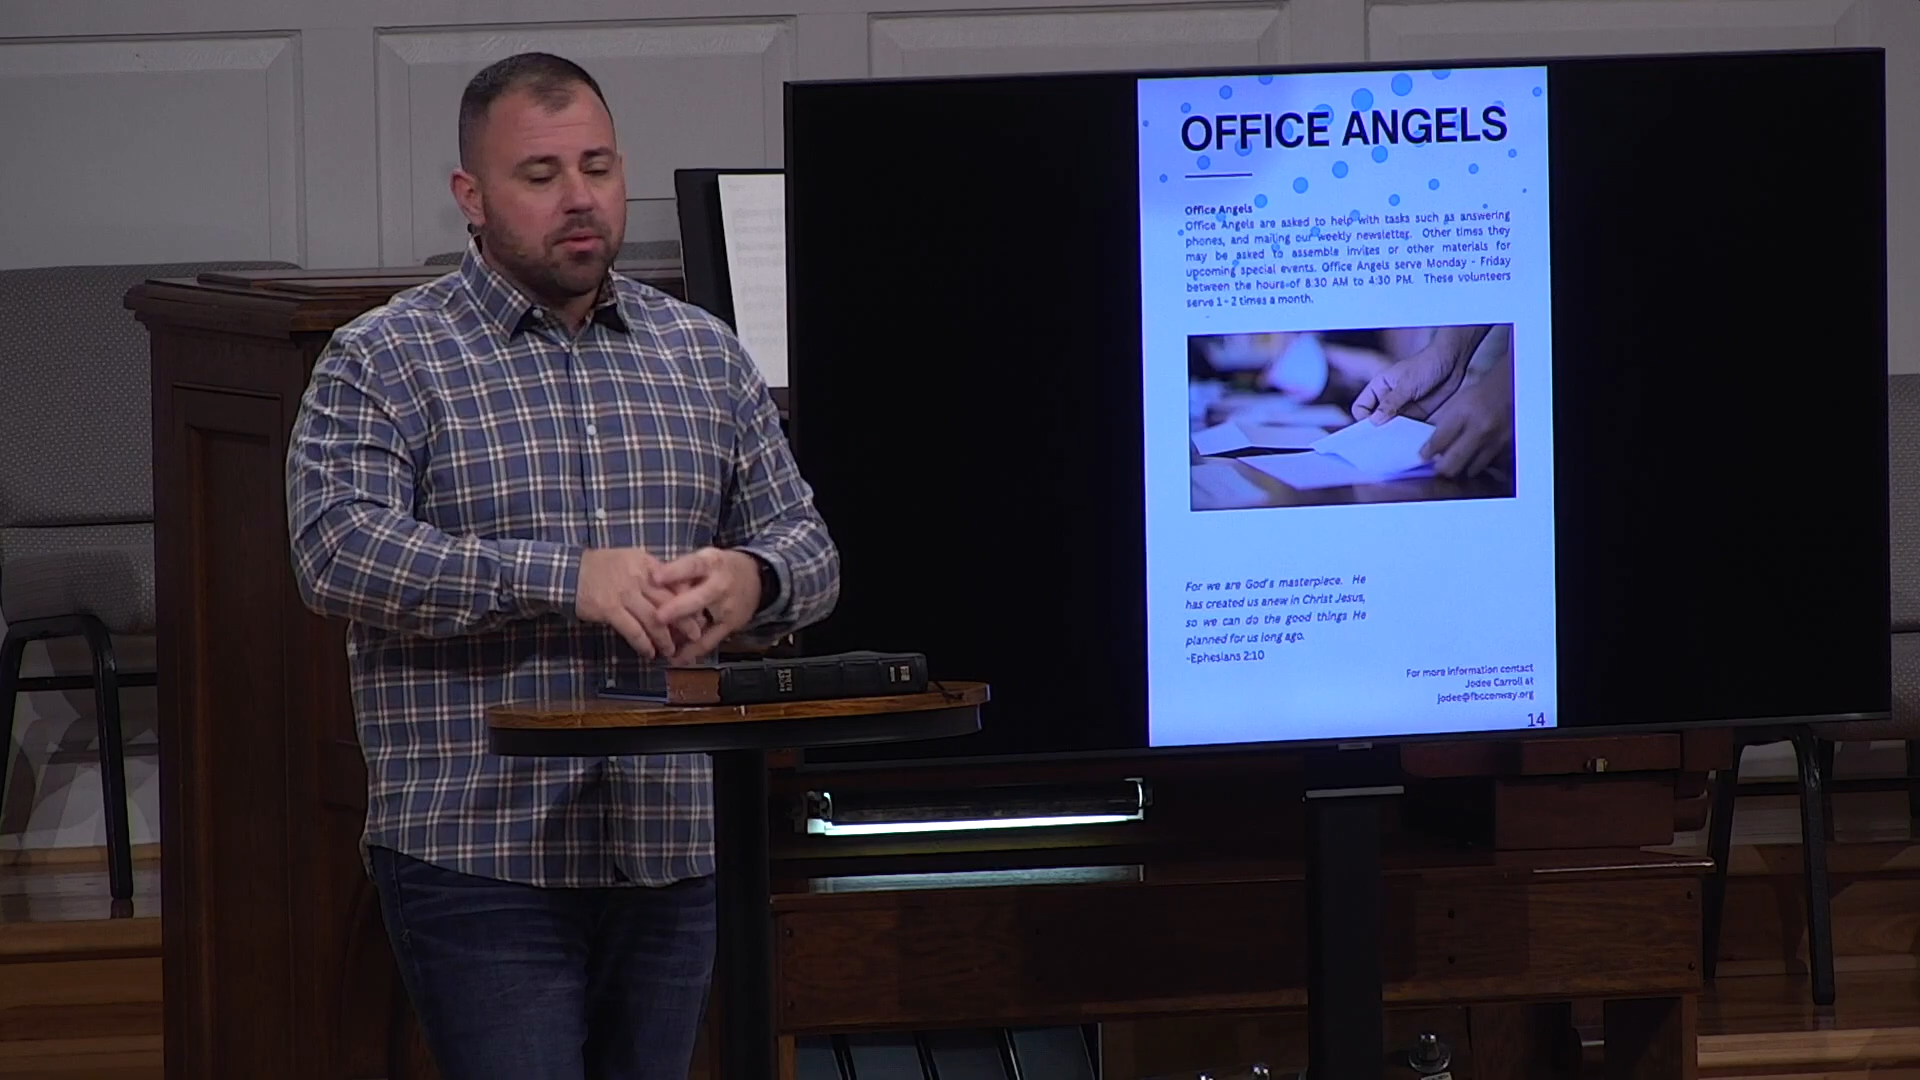 OFFICE ANGELS
Office Angels
Office Angels are asked to help with tasks such as answering
phones, and mailing our weekly newsletter. Other times they
may be asked to assemble invites or other materials for
upcoming special events. Office Angels serve Monday - Friday
between the hours of 8:30 AM to 4:30 PM. These volunteers
serve 1 - 2 times a month.
For we are God's masterpiece. He
has created us anew in Christ Jesus,
so we can do the good things He
planned for us long ago.
-Ephesians 2:10
For more information contact
Jodee Carroll at
jodee@fbcconway.org
14